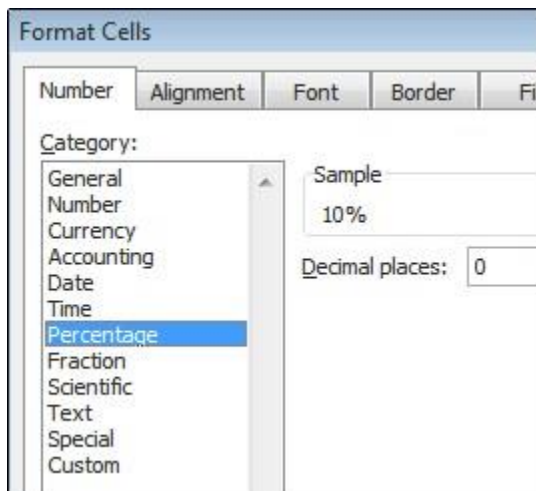 Format Cells
Number Alignment Font Border Fi
Category:
General
Number
Currency
Accounting
Date
Time
Percentage
Fraction
Scientific
Text
Special
Custom
Sample
10%
Decimal places: 0